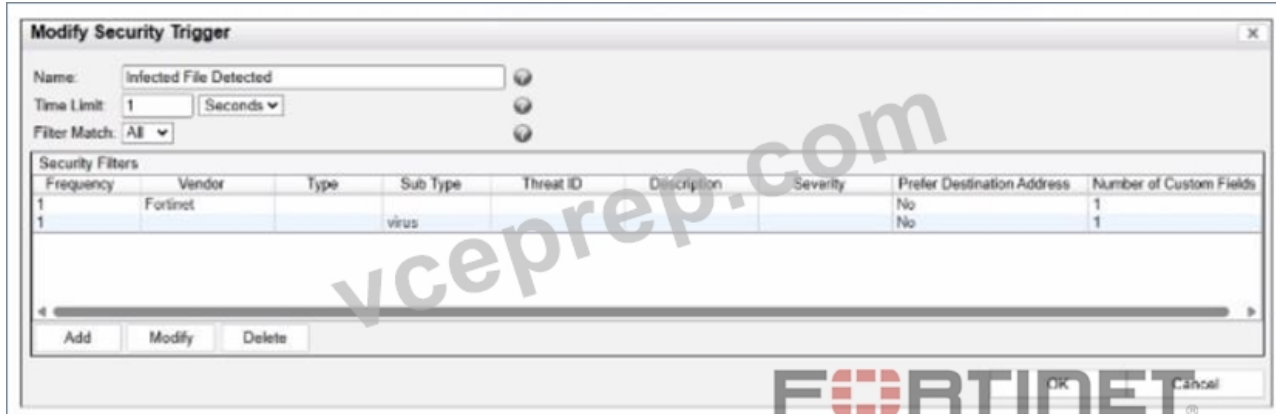 Modify Security Trigger
Name: Infected File Detected
Time Limit: 1 Seconds
Filter Match: All
Security Filters
Frequency Vendor Type Sub Type Threat ID Description Severity Prefer Destination Address Number of Custom Fields
1 Fortinet No 1
1 virus No 1
vceprep.com
Add Modify Delete
OK Cancel
FORTINET®